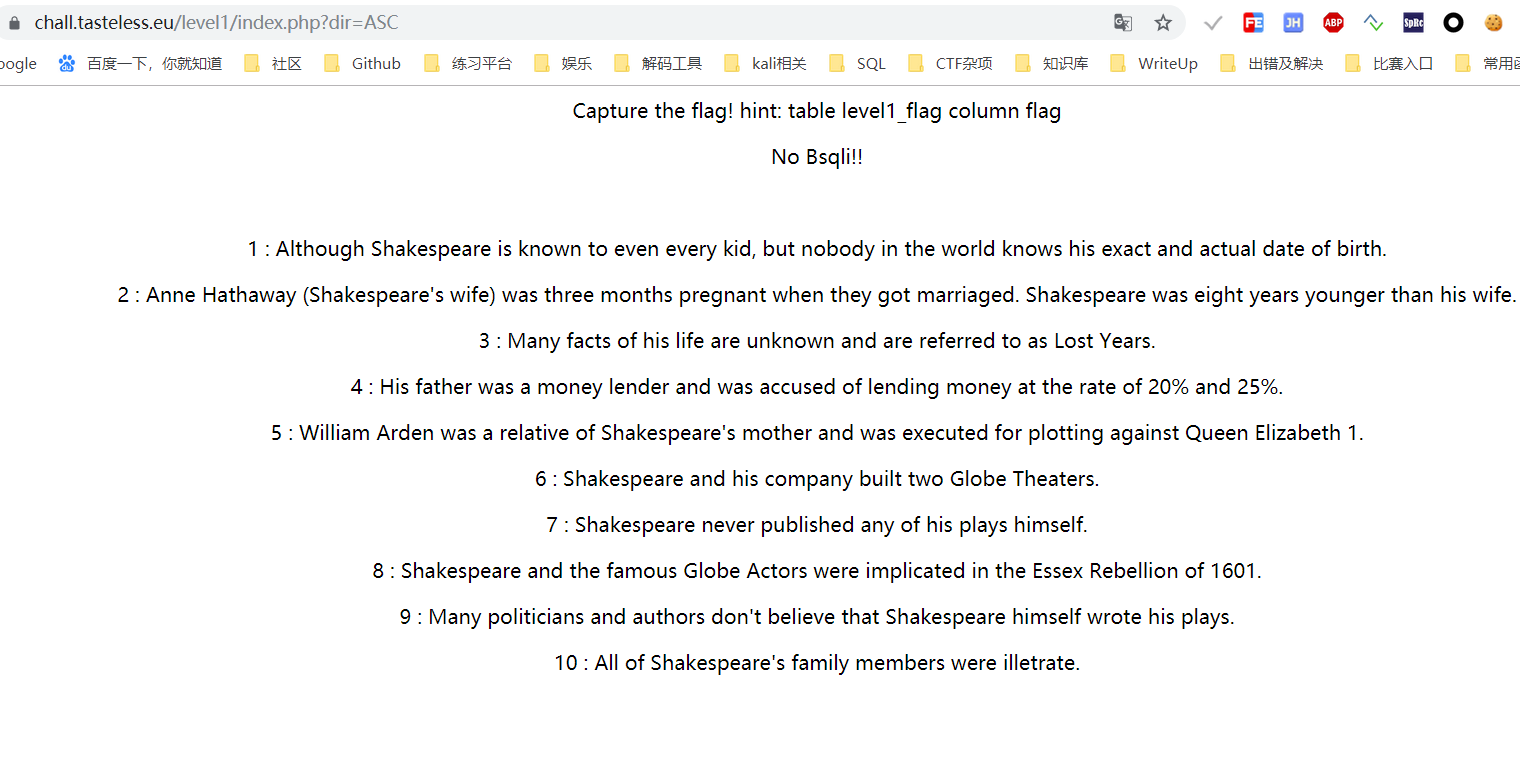 chall.tasteless.eu/level1/index.php?dir=ASC FE JH ABP SpRc
oogle 百度一下,你就知道 社区 Github 练习平台 娱乐 解码工具 kali相关 SQL CTF杂项 知识库 WriteUp 出错及解决 比赛入口 常用
Capture the flag! hint: table level1_flag column flag
No Bsqli!!
1 : Although Shakespeare is known to even every kid, but nobody in the world knows his exact and actual date of birth.
2 : Anne Hathaway (Shakespeare's wife) was three months pregnant when they got marriaged. Shakespeare was eight years younger than his wife.
3 : Many facts of his life are unknown and are referred to as Lost Years.
4 : His father was a money lender and was accused of lending money at the rate of 20% and 25%.
5 : William Arden was a relative of Shakespeare's mother and was executed for plotting against Queen Elizabeth 1.
6 : Shakespeare and his company built two Globe Theaters.
7 : Shakespeare never published any of his plays himself.
8 : Shakespeare and the famous Globe Actors were implicated in the Essex Rebellion of 1601.
9 : Many politicians and authors don't believe that Shakespeare himself wrote his plays.
10 : All of Shakespeare's family members were illetrate.